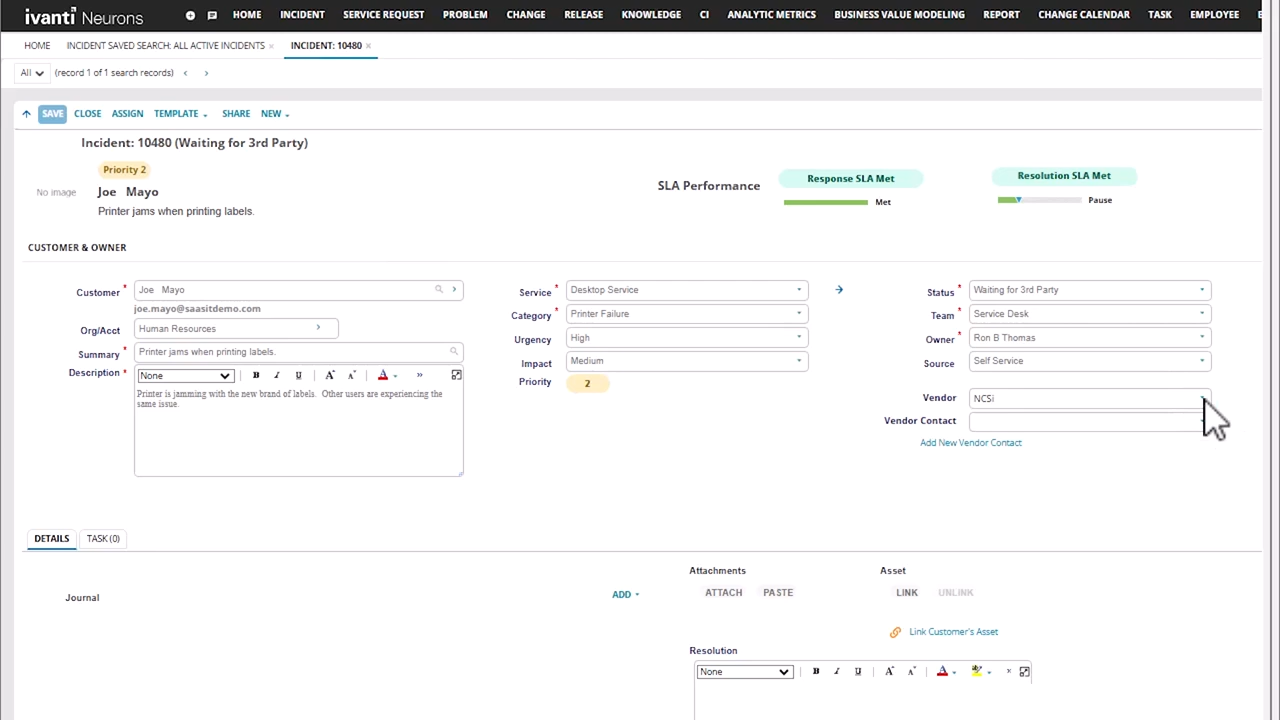 ivanti Neurons
HOME INCIDENT SERVICE REQUEST PROBLEM CHANGE RELEASE KNOWLEDGE CI ANALYTIC METRICS BUSINESS VALUE MODELING REPORT CHANGE CALENDAR TASK EMPLOYEE
HOME INCIDENT SAVED SEARCH: ALL ACTIVE INCIDENTS × INCIDENT: 10480 ×
All (record 1 of 1 search records) < >
SAVE CLOSE ASSIGN TEMPLATE SHARE NEW
Incident: 10480 (Waiting for 3rd Party)
Priority 2
No image
Joe Mayo
Printer jams when printing labels.
SLA Performance
Response SLA Met
Met
Resolution SLA Met
Pause
CUSTOMER & OWNER
Customer * Joe Mayo
joe.mayo@saasitdemo.com
Org/Acct Human Resources
Summary * Printer jams when printing labels.
Description *
None B I U A A A »
Printer is jamming with the new brand of labels. Other users are experiencing the
same issue.
Service * Desktop Service
Category * Printer Failure
Urgency High
Impact Medium
Priority 2
Status * Waiting for 3rd Party
Team * Service Desk
Owner * Ron B Thomas
Source Self Service
Vendor NCSi
Vendor Contact
Add New Vendor Contact
DETAILS TASK (0)
Journal
ADD
Attachments
ATTACH PASTE
Asset
LINK UNLINK
Link Customer's Asset
Resolution
None B I U A A A